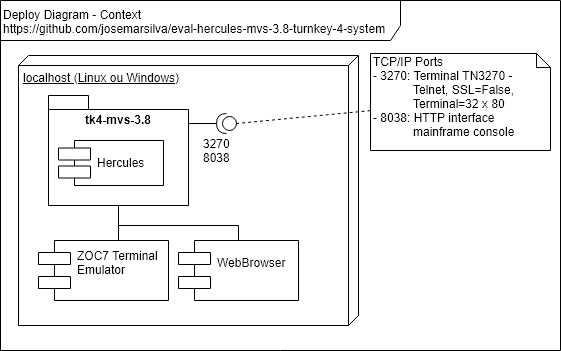 Deploy Diagram - Context
https://github.com/josemarsilva/eval-hercules-mvs-3.8-turnkey-4-system
localhost (Linux ou Windows)
tk4-mvs-3.8
Hercules
3270
8038
TCP/IP Ports
- 3270: Terminal TN3270 -
Telnet, SSL=False,
Terminal=32 x 80
- 8038: HTTP interface
mainframe console
ZOC7 Terminal
Emulator
WebBrowser